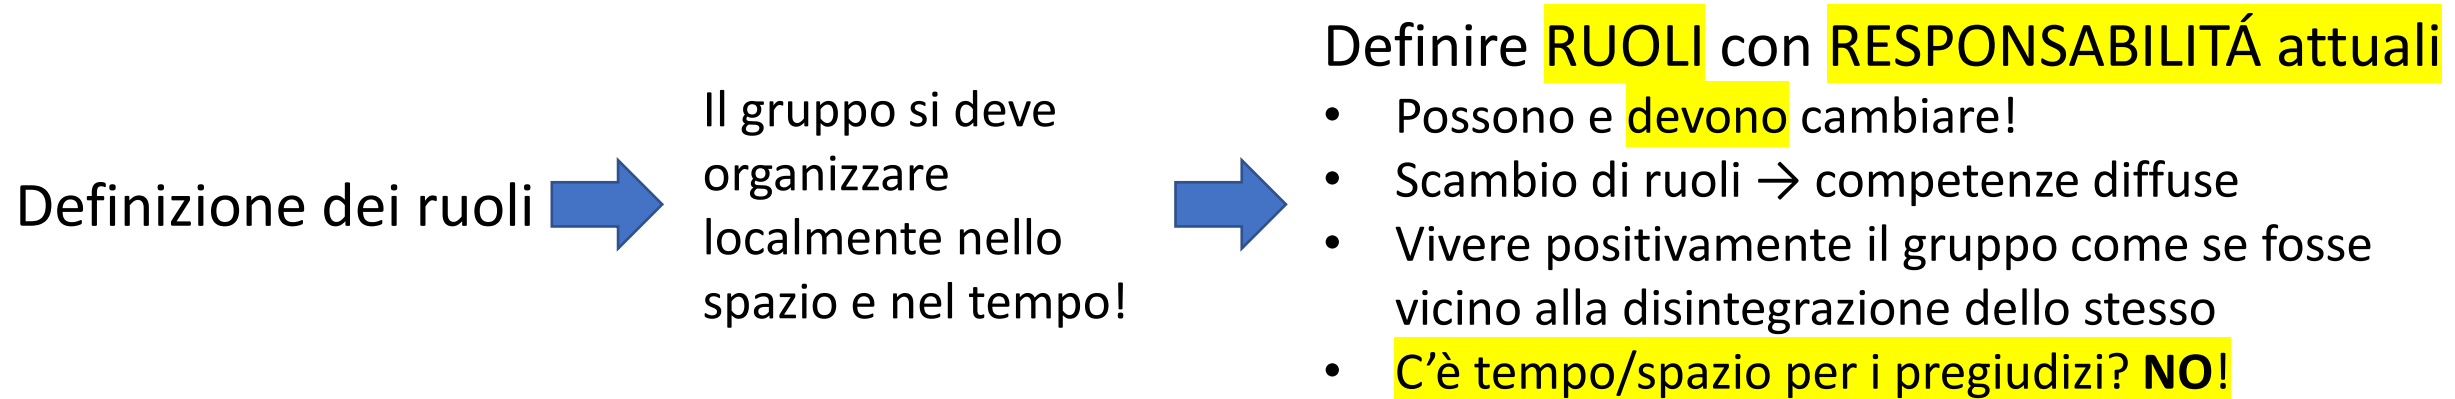 Definizione dei ruoli
Il gruppo si deve
organizzare
localmente nello
spazio e nel tempo!
Definire RUOLI con RESPONSABILITÁ attuali
• Possono e devono cambiare!
• Scambio di ruoli → competenze diffuse
• Vivere positivamente il gruppo come se fosse
vicino alla disintegrazione dello stesso
• C’è tempo/spazio per i pregiudizi? NO!